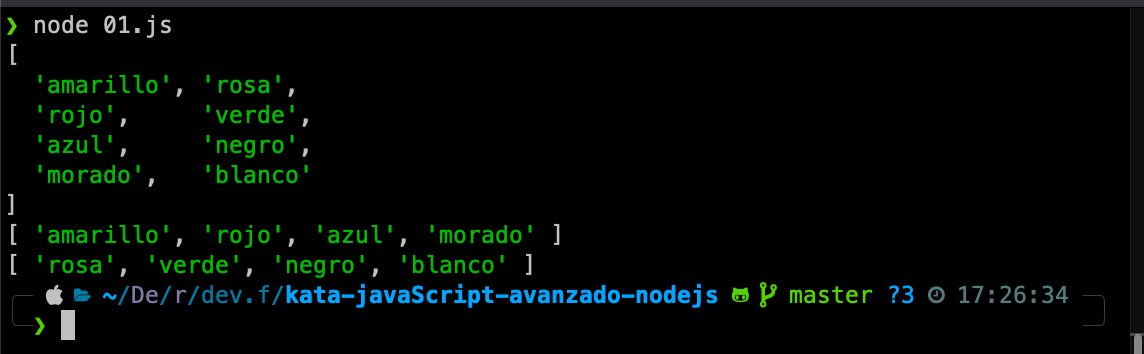 ❯ node 01.js
[
  'amarillo', 'rosa',
  'rojo',     'verde',
  'azul',     'negro',
  'morado',   'blanco'
]
[ 'amarillo', 'rojo', 'azul', 'morado' ]
[ 'rosa', 'verde', 'negro', 'blanco' ]
~/De/r/dev.f/kata-javaScript-avanzado-nodejs master ?3 17:26:34
❯